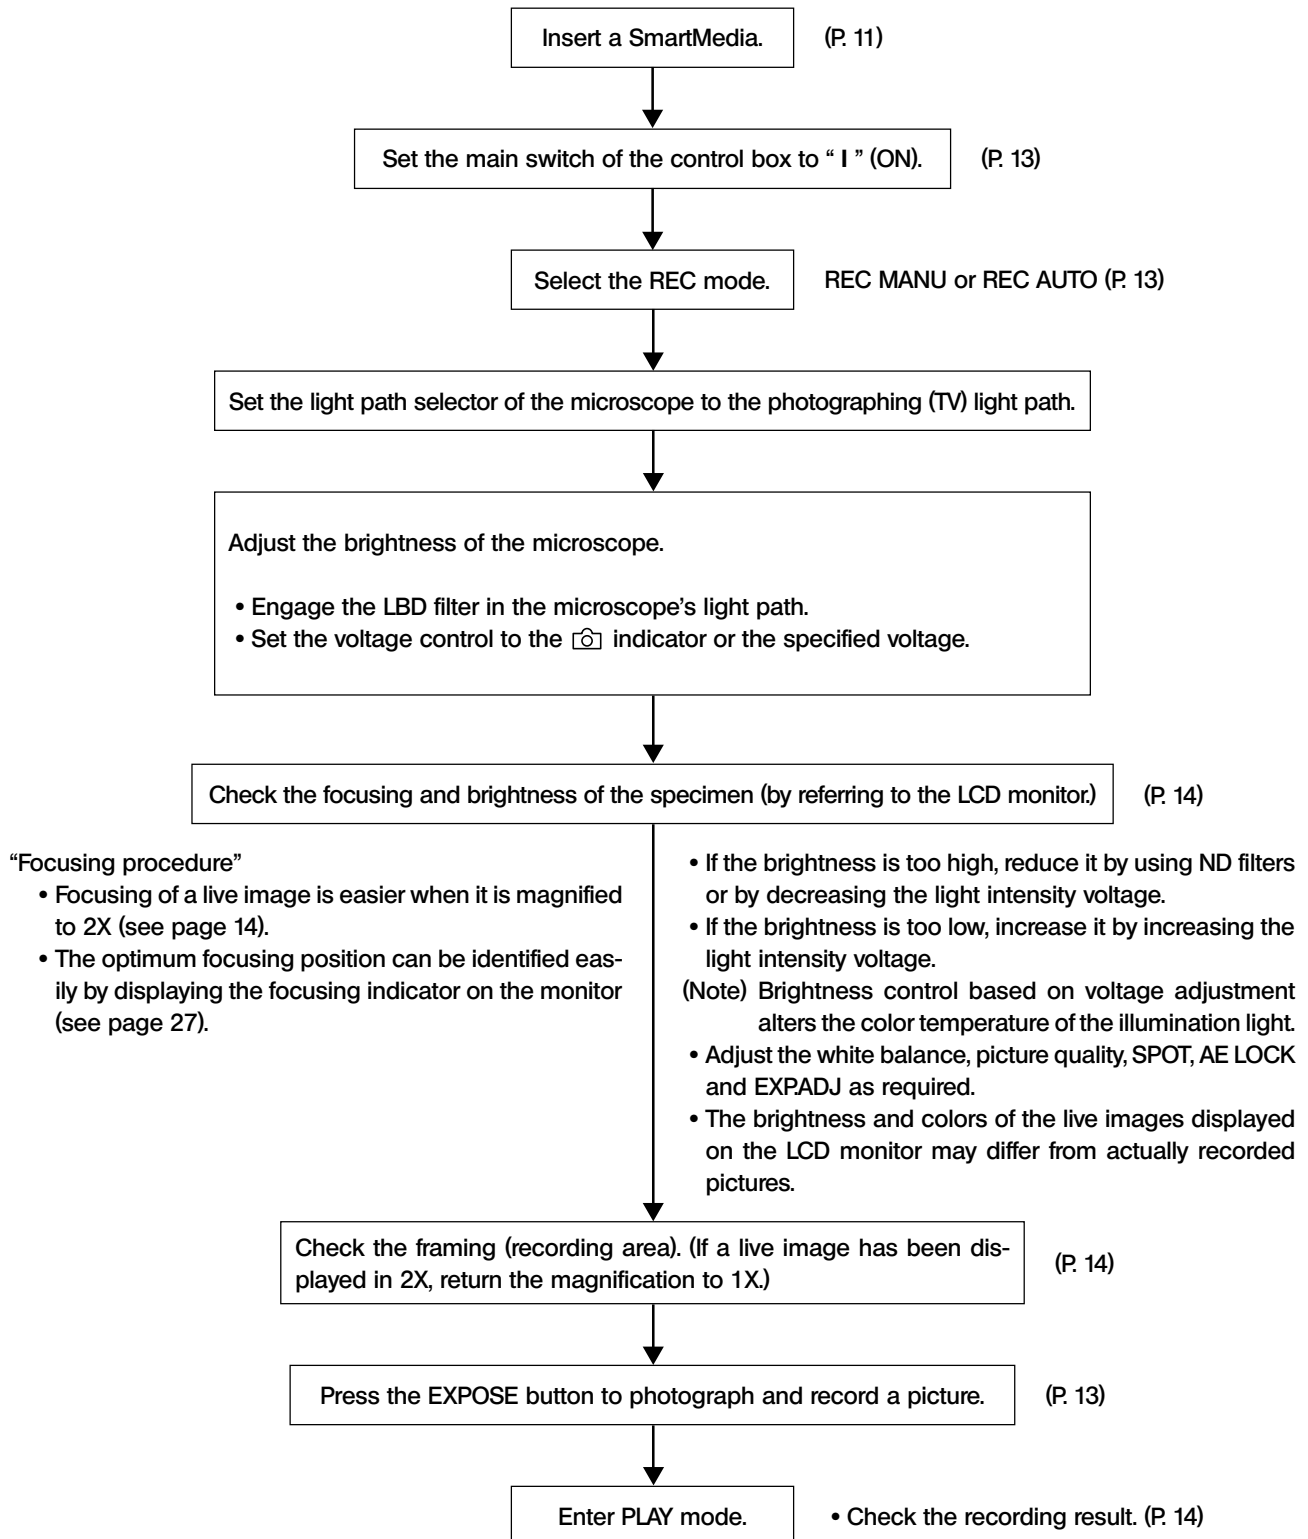 Insert a SmartMedia. (P. 11)
Set the main switch of the control box to “ I ” (ON). (P. 13)
Select the REC mode. REC MANU or REC AUTO (P. 13)
Set the light path selector of the microscope to the photographing (TV) light path.
Adjust the brightness of the microscope.
• Engage the LBD filter in the microscope’s light path.
• Set the voltage control to the indicator or the specified voltage.
Check the focusing and brightness of the specimen (by referring to the LCD monitor.) (P. 14)
“Focusing procedure”
• Focusing of a live image is easier when it is magnified
to 2X (see page 14).
• The optimum focusing position can be identified eas-
ily by displaying the focusing indicator on the monitor
(see page 27).
• If the brightness is too high, reduce it by using ND filters
or by decreasing the light intensity voltage.
• If the brightness is too low, increase it by increasing the
light intensity voltage.
(Note) Brightness control based on voltage adjustment
alters the color temperature of the illumination light.
• Adjust the white balance, picture quality, SPOT, AE LOCK
and EXP.ADJ as required.
• The brightness and colors of the live images displayed
on the LCD monitor may differ from actually recorded
pictures.
Check the framing (recording area). (If a live image has been dis-
played in 2X, return the magnification to 1X.) (P. 14)
Press the EXPOSE button to photograph and record a picture. (P. 13)
Enter PLAY mode. • Check the recording result. (P. 14)